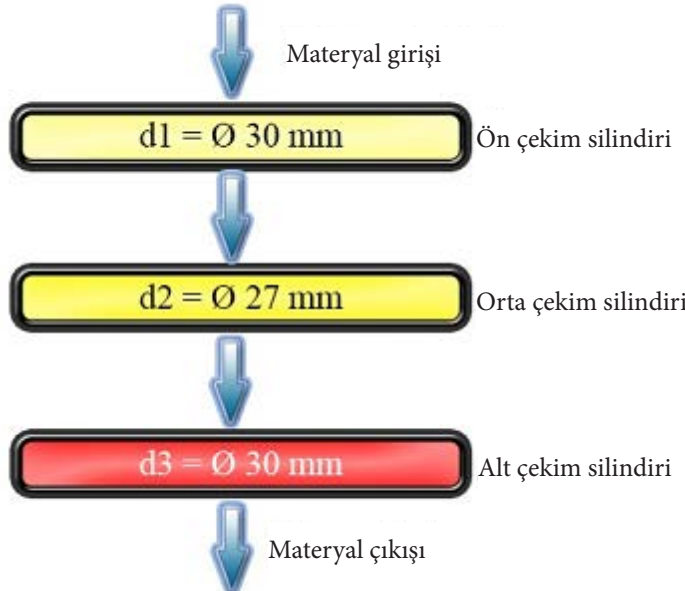 Materyal girişi
d1 = Ø 30 mm
Ön çekim silindiri
d2 = Ø 27 mm
Orta çekim silindiri
d3 = Ø 30 mm
Alt çekim silindiri
Materyal çıkışı